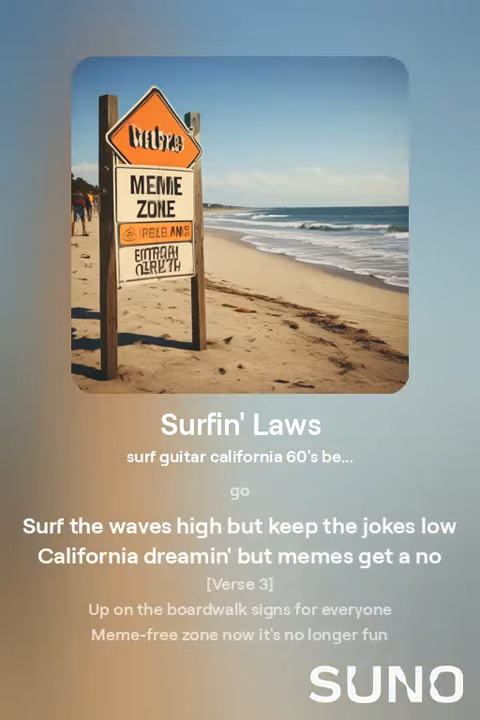 MEME
ZONE
Surfin' Laws
surf guitar california 60's be...
go
Surf the waves high but keep the jokes low
California dreamin' but memes get a no
[Verse 3]
Up on the boardwalk signs for everyone
Meme-free zone now it's no longer fun
SUNO